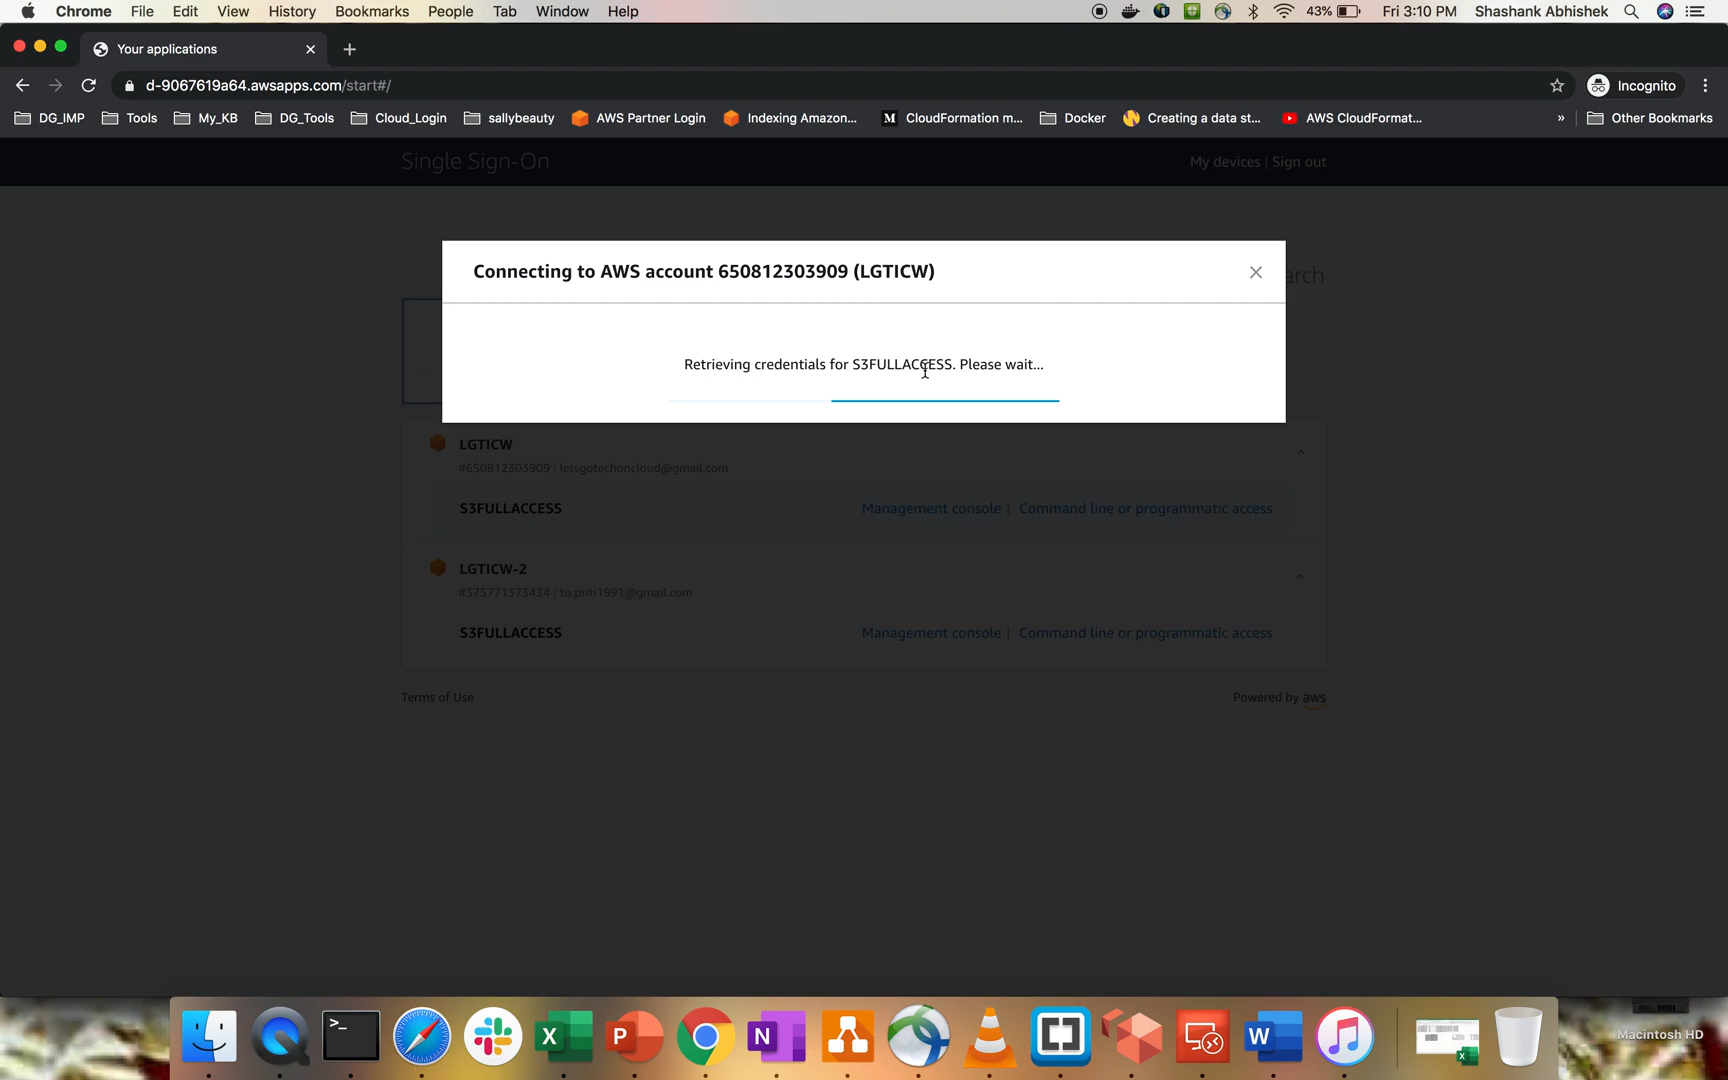 Chrome File Edit View History Bookmarks People Tab Window Help 43% Fri 3:10 PM Shashank Abhishek
Your applications
d-9067619a64.awsapps.com/start#/ Incognito
DG_IMP Tools My_KB DG_Tools Cloud_Login sallybeauty AWS Partner Login Indexing Amazon... M CloudFormation m... Docker Creating a data st... AWS CloudFormat... » Other Bookmarks
Single Sign-On My devices | Sign out
Connecting to AWS account 650812303909 (LGTICW)
arch
Retrieving credentials for S3FULLACCESS. Please wait...
LGTICW
#650812303909 | letsgotechoncloud@gmail.com
S3FULLACCESS Management console | Command line or programmatic access
LGTICW-2
#375771373434 | to.priti1991@gmail.com
S3FULLACCESS Management console | Command line or programmatic access
Terms of Use Powered by aws
>_ X P N W X
Macintosh HD